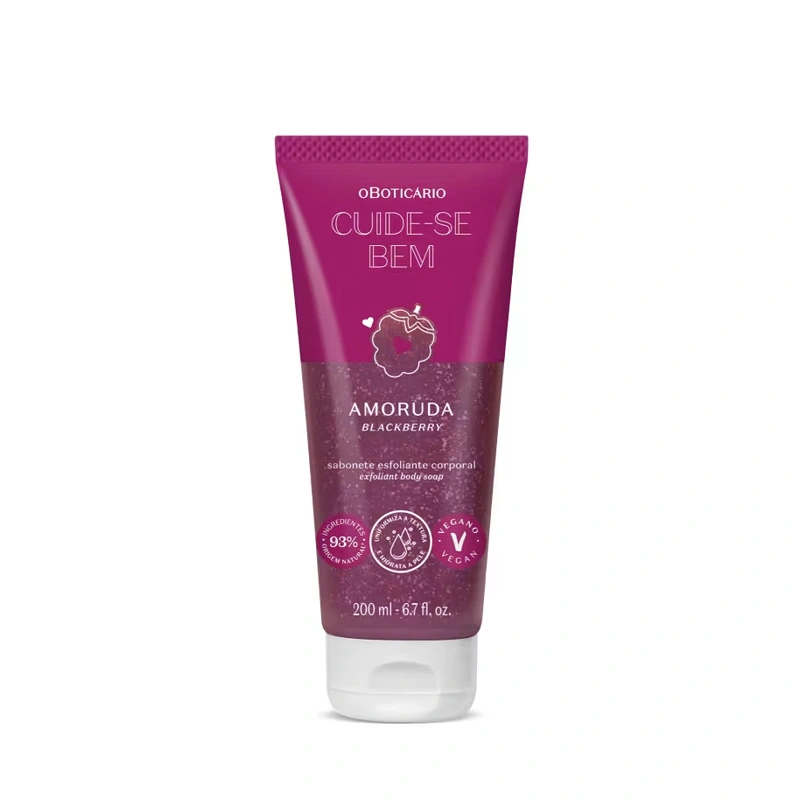 oBoticário
CUIDE-SE
BEM
AMORUDA
BLACKBERRY
sabonete esfoliante corporal
exfoliant body soap
INGREDIENTES
93%
ORIGEM NATURAL
UNIFORMIZA A TEXTURA
E HIDRATA A PELE
VEGANO
V
VEGAN
200 ml - 6.7 fl. oz.